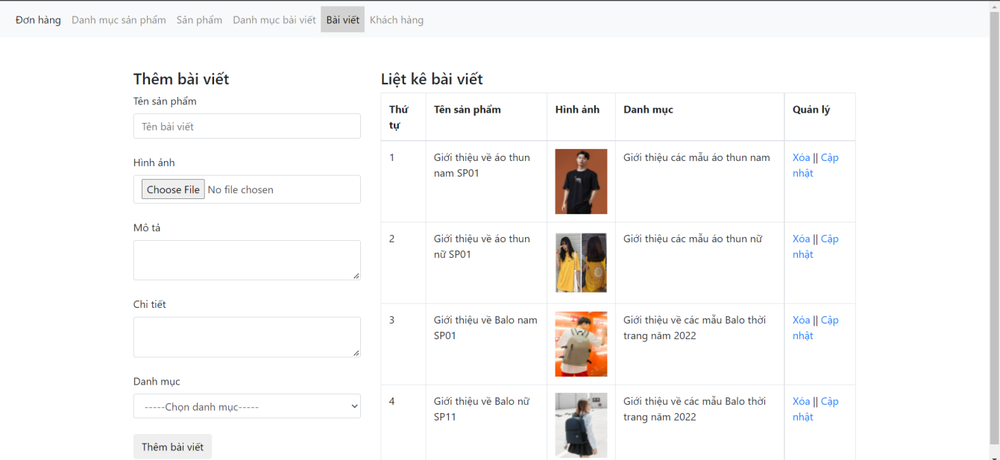 Đơn hàng Danh mục sản phẩm Sản phẩm Danh mục bài viết Bài viết Khách hàng
Thêm bài viết
Tên sản phẩm
Tên bài viết
Hình ảnh
Choose File No file chosen
Mô tả
Chi tiết
Danh mục
-----Chọn danh mục-----
Thêm bài viết
Liệt kê bài viết
Thứ tự Tên sản phẩm Hình ảnh Danh mục Quản lý
1 Giới thiệu về áo thun nam SP01 Giới thiệu các mẫu áo thun nam Xóa || Cập nhật
2 Giới thiệu về áo thun nữ SP01 Giới thiệu các mẫu áo thun nữ Xóa || Cập nhật
3 Giới thiệu về Balo nam SP01 Giới thiệu về các mẫu Balo thời trang năm 2022 Xóa || Cập nhật
4 Giới thiệu về Balo nữ SP11 Giới thiệu về các mẫu Balo thời trang năm 2022 Xóa || Cập nhật